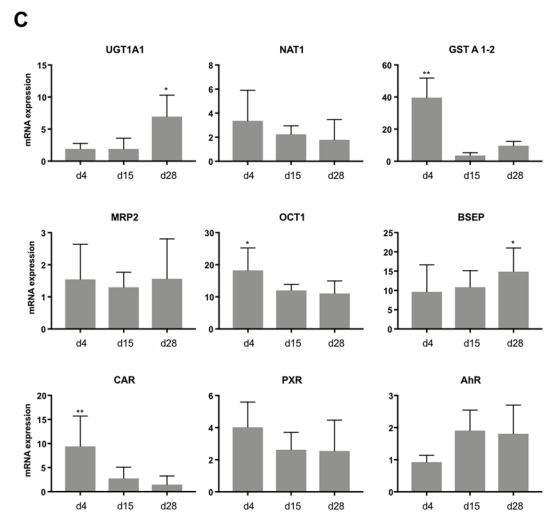 C
UGT1A1
NAT1
GST A 1-2
mRNA expression
15
10
5
0
*
d4 d15 d28
8
6
4
2
0
d4 d15 d28
60
40
20
0
**
d4 d15 d28
MRP2
OCT1
BSEP
mRNA expression
3
2
1
0
d4 d15 d28
30
20
10
0
*
d4 d15 d28
25
20
15
10
5
0
*
d4 d15 d28
CAR
PXR
AhR
mRNA expression
20
15
10
5
0
**
d4 d15 d28
6
4
2
0
d4 d15 d28
3
2
1
0
d4 d15 d28